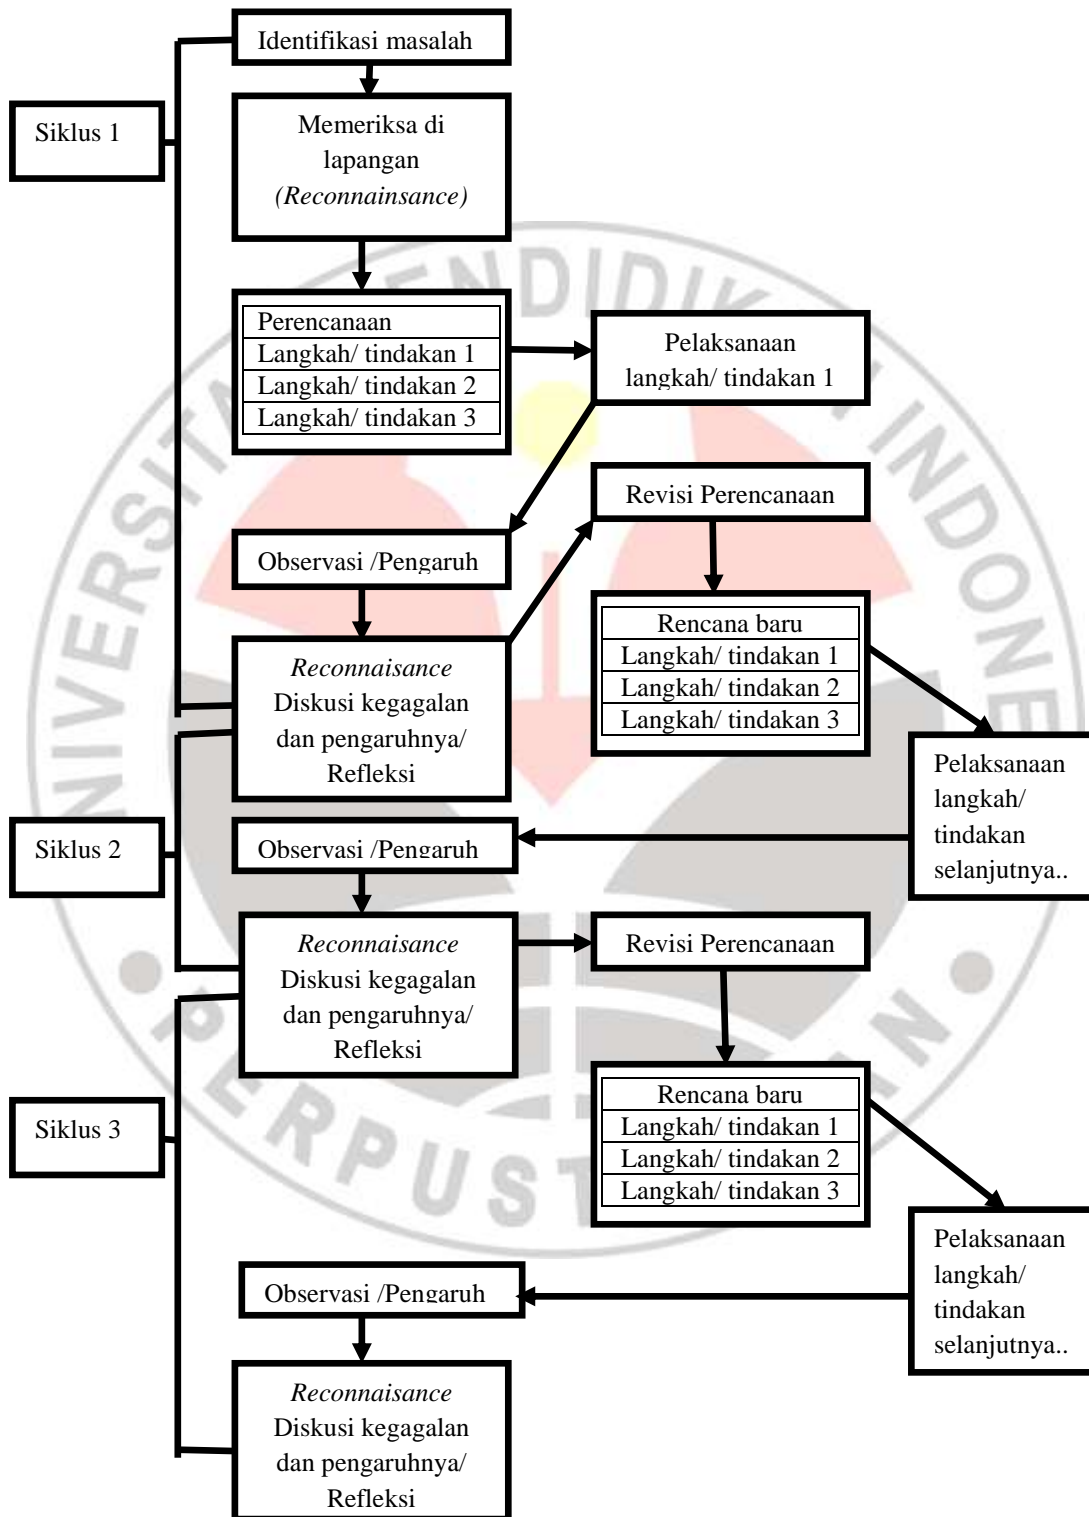 Identifikasi masalah
Siklus 1
Memeriksa di
lapangan
(Reconnainsance)
Perencanaan
Langkah/ tindakan 1
Langkah/ tindakan 2
Langkah/ tindakan 3
Pelaksanaan
langkah/ tindakan 1
Revisi Perencanaan
Observasi /Pengaruh
Rencana baru
Langkah/ tindakan 1
Langkah/ tindakan 2
Langkah/ tindakan 3
Reconnaisance
Diskusi kegagalan
dan pengaruhnya/
Refleksi
Pelaksanaan
langkah/
tindakan
selanjutnya..
Siklus 2
Observasi /Pengaruh
Reconnaisance
Diskusi kegagalan
dan pengaruhnya/
Refleksi
Revisi Perencanaan
Rencana baru
Langkah/ tindakan 1
Langkah/ tindakan 2
Langkah/ tindakan 3
Siklus 3
Pelaksanaan
langkah/
tindakan
selanjutnya..
Observasi /Pengaruh
Reconnaisance
Diskusi kegagalan
dan pengaruhnya/
Refleksi